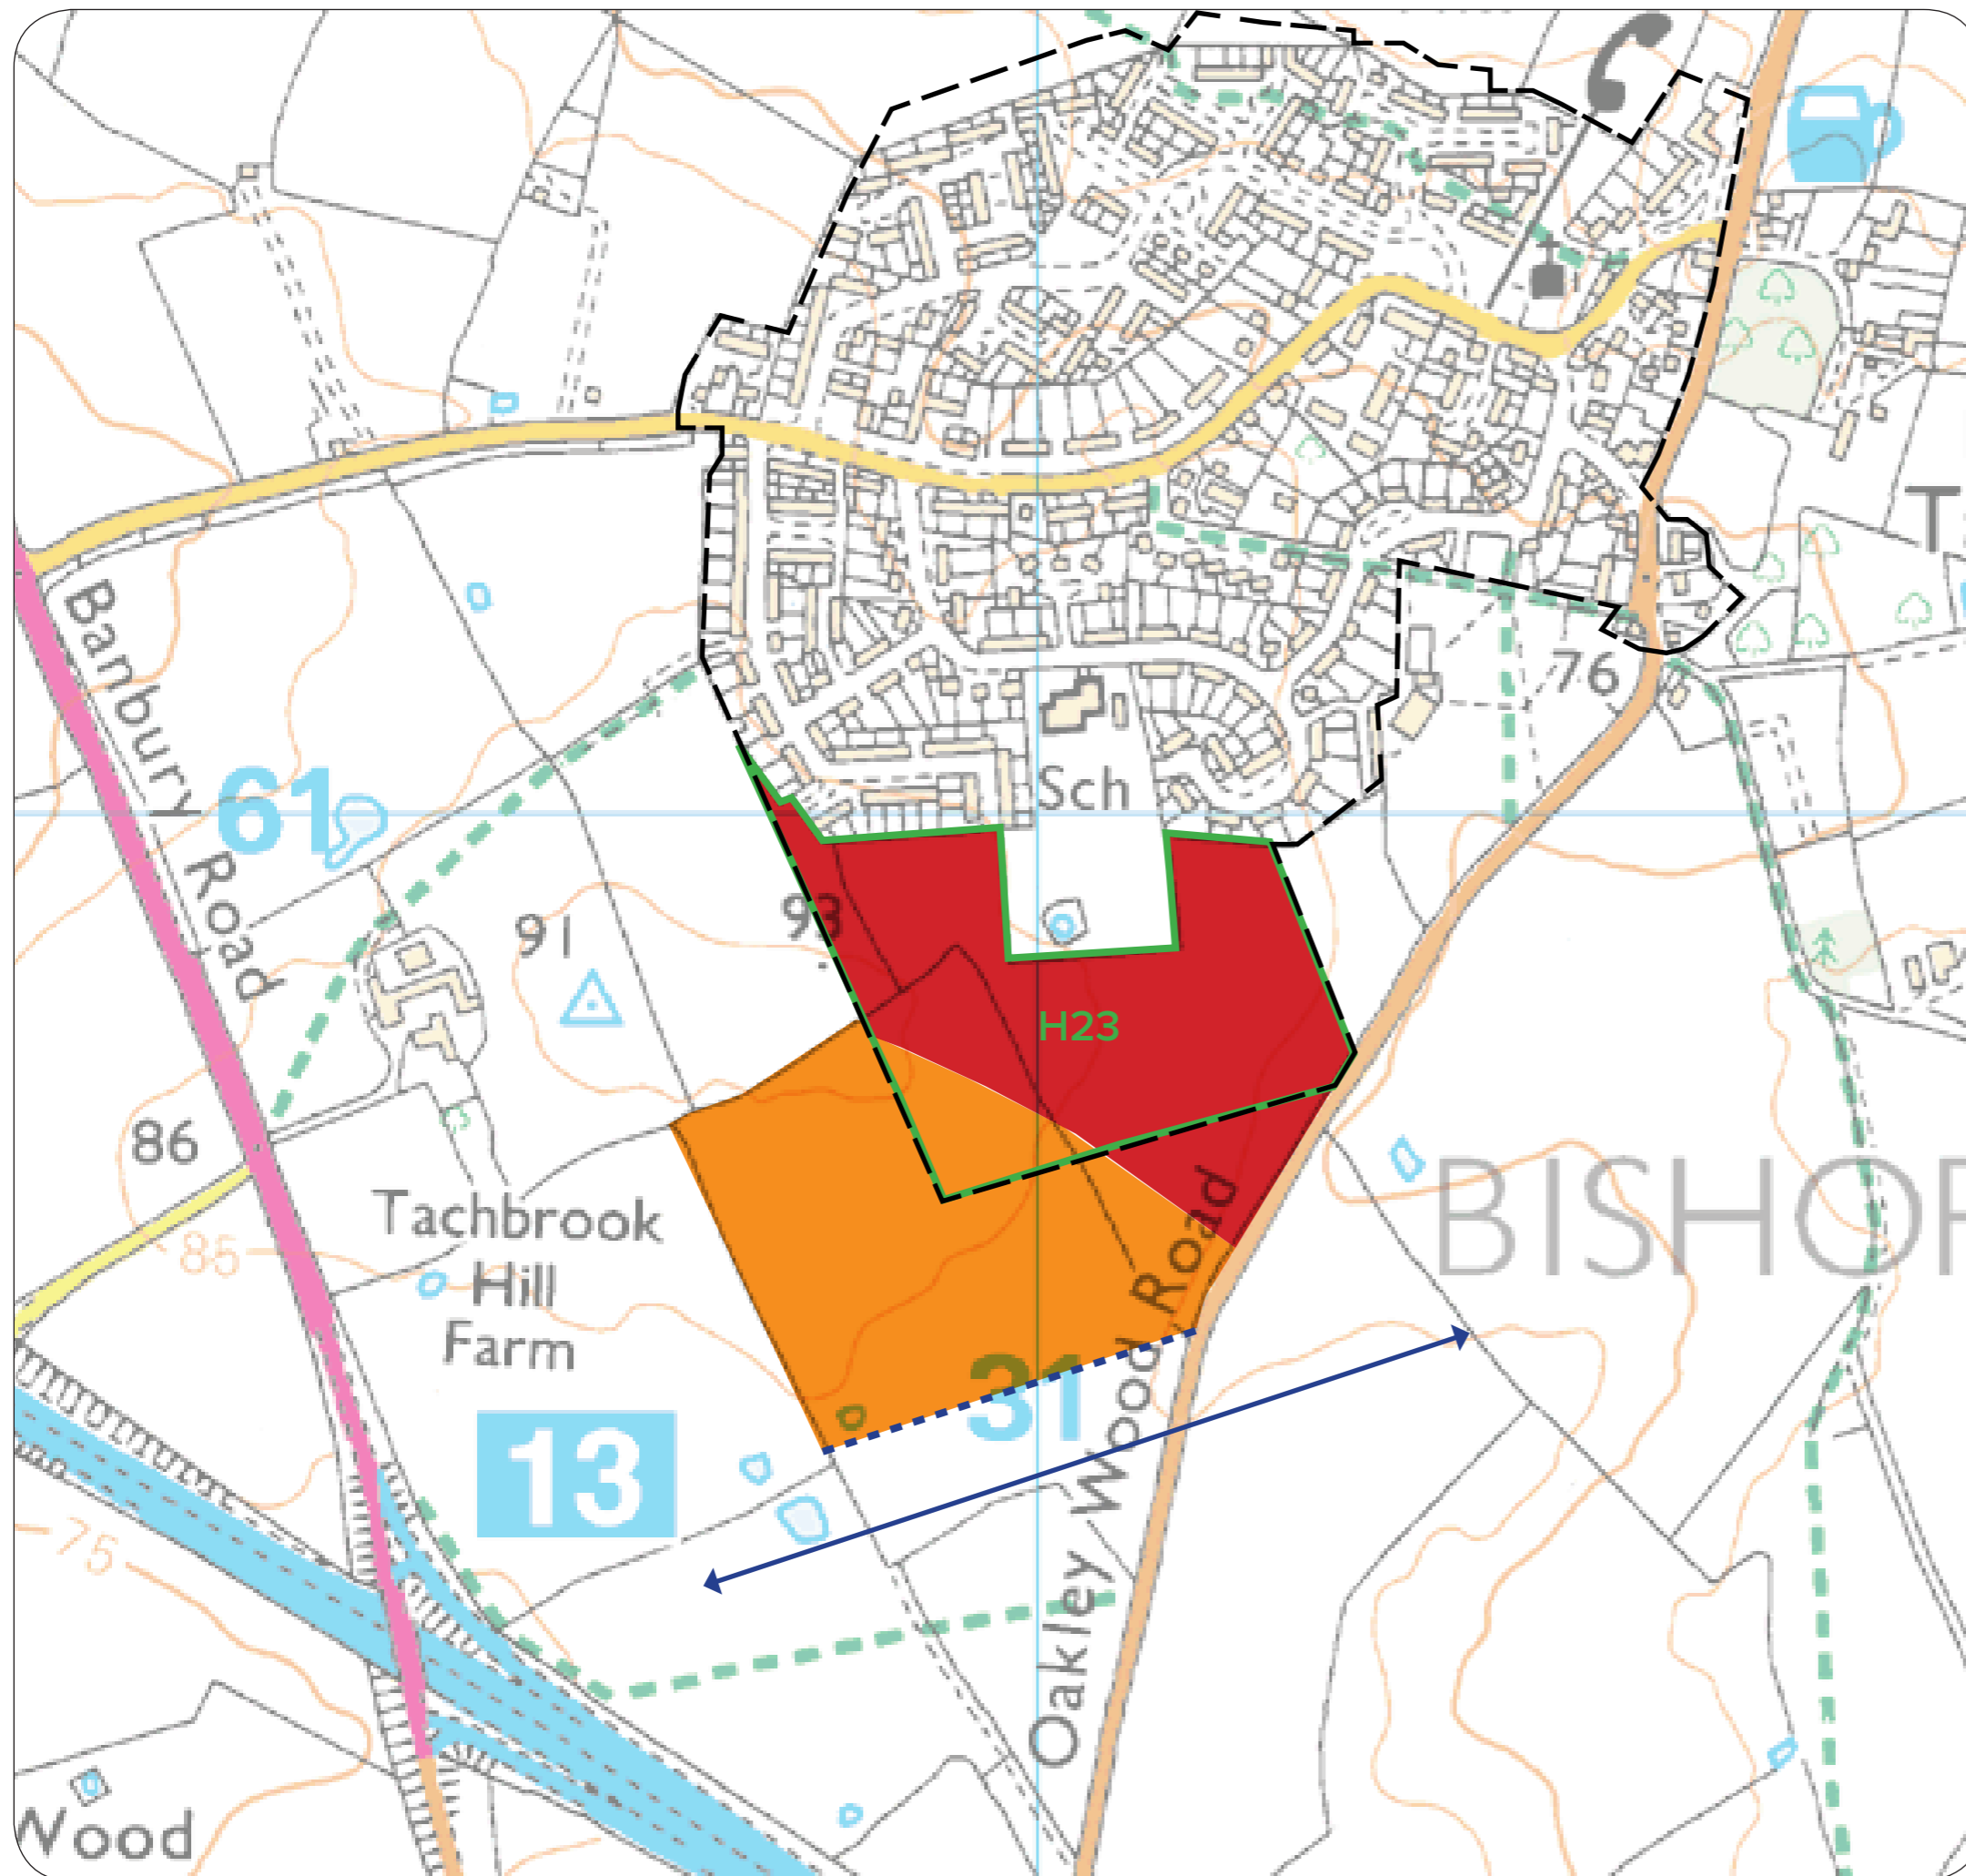 T
Banbury Road
76
61
Sch
93
91
H23
86
BISHOP
Tachbrook
Hill
Farm
85
Oakley Wood Road
31
13
75
Wood